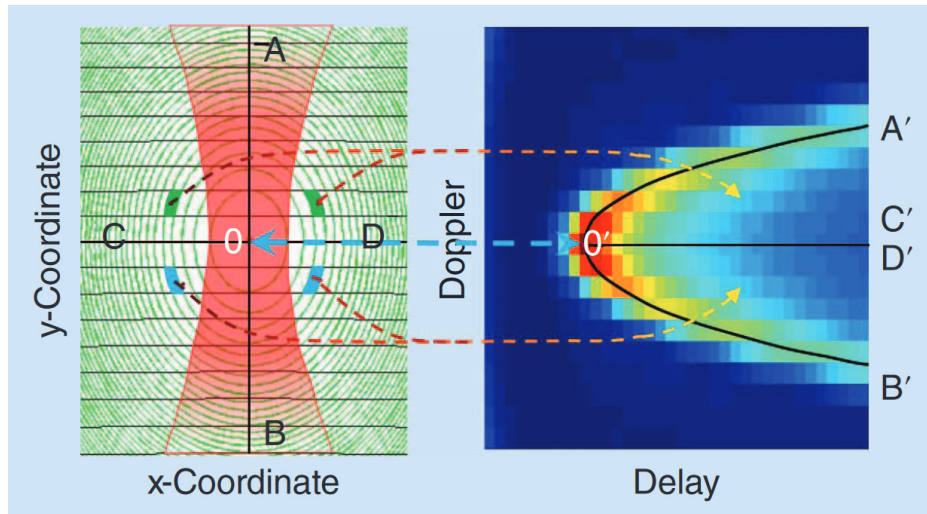 A
0
C
D
B
y-Coordinate
x-Coordinate
Doppler
Delay
0′
A′
C′
D′
B′